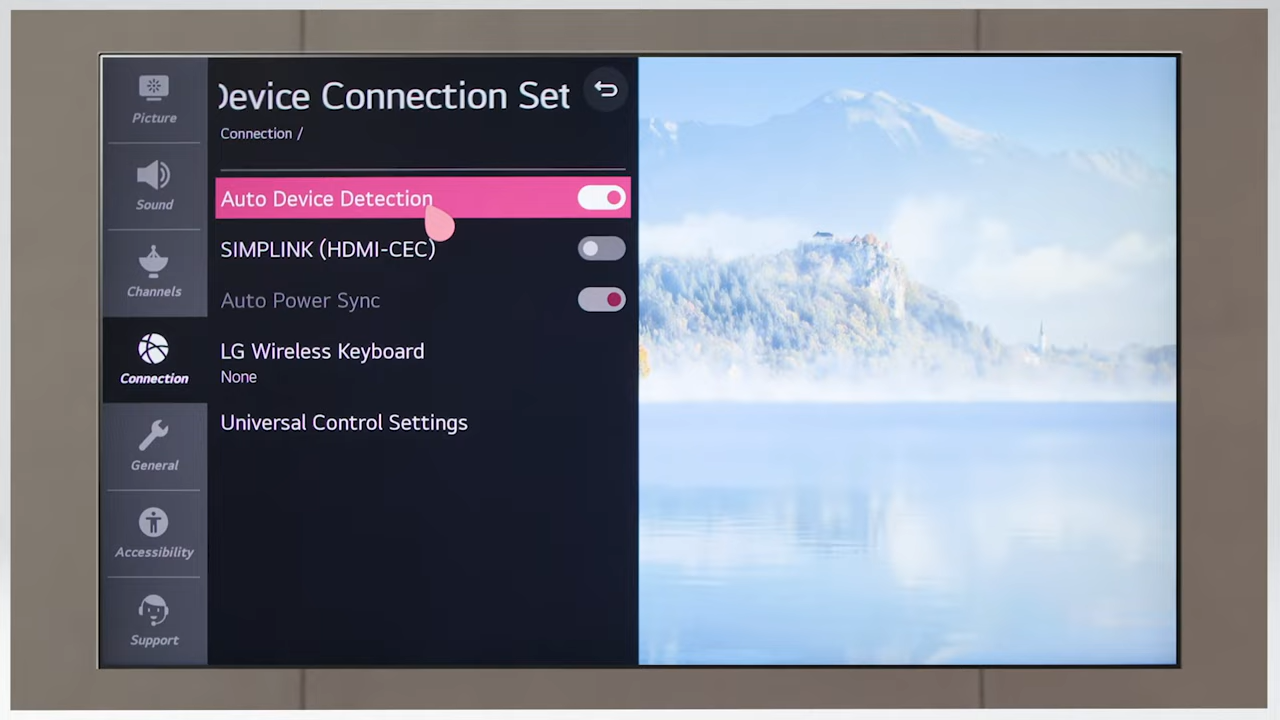 Picture
Sound
Channels
Connection
General
Accessibility
Support
Device Connection Set
Connection /
Auto Device Detection
SIMPLINK (HDMI-CEC)
Auto Power Sync
LG Wireless Keyboard
None
Universal Control Settings